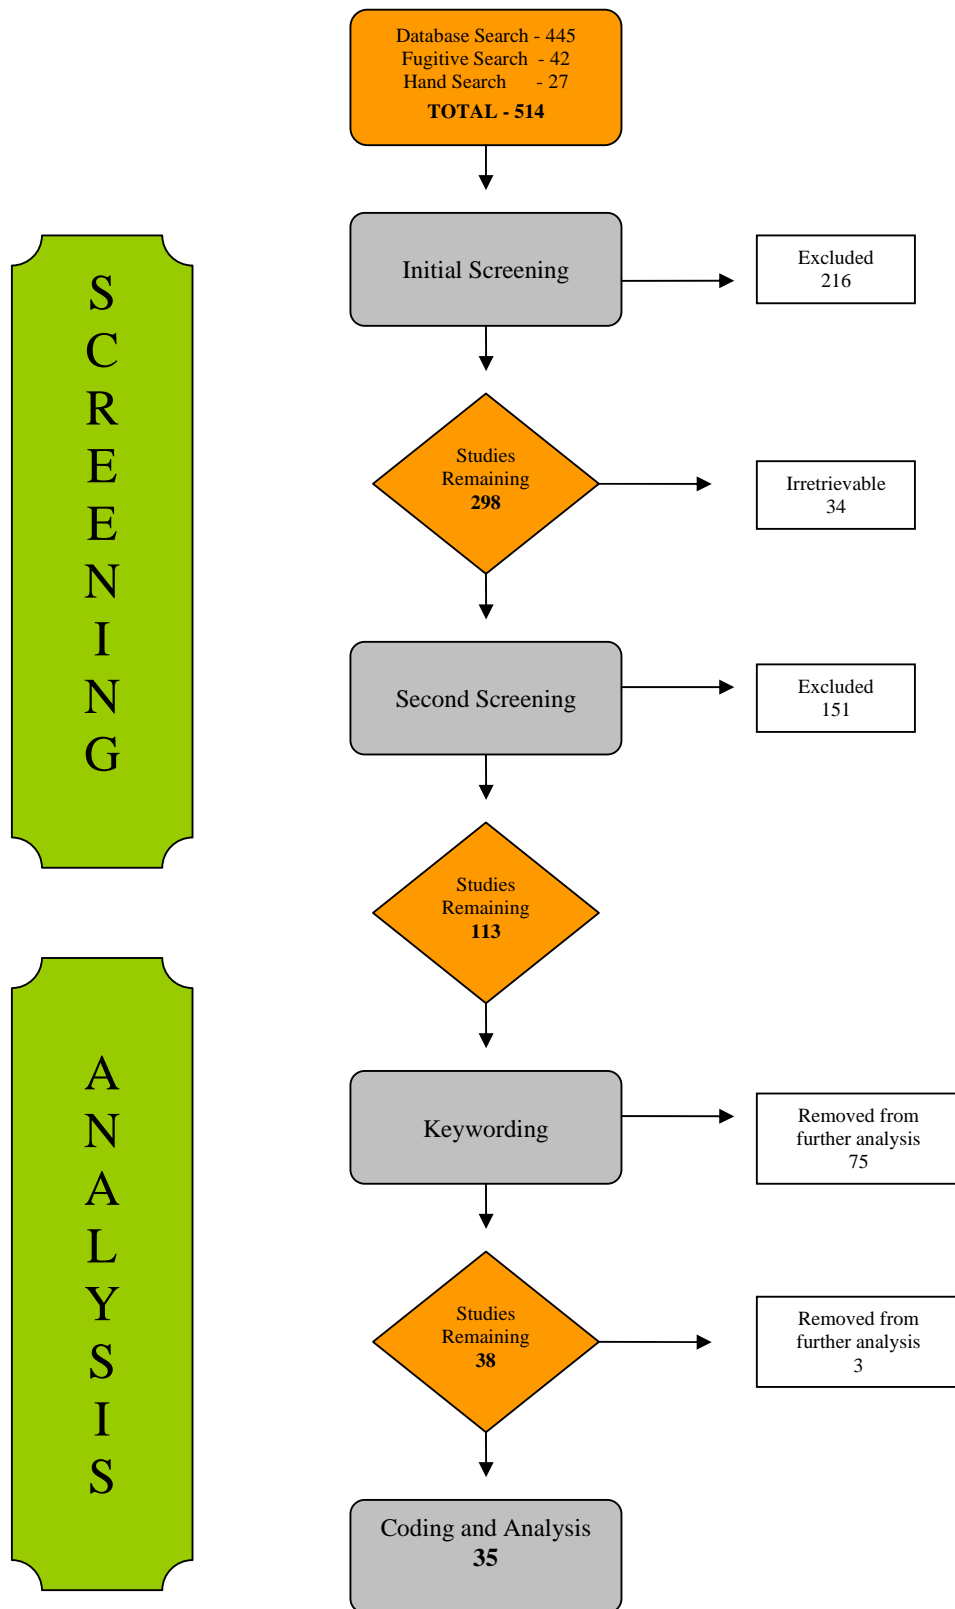 Database Search - 445
Fugitive Search - 42
Hand Search - 27
TOTAL - 514
S
C
R
E
E
N
I
N
G
Initial Screening
Excluded
216
Studies
Remaining
298
Irretrievable
34
Second Screening
Excluded
151
Studies
Remaining
113
A
N
A
L
Y
S
I
S
Keywording
Removed from
further analysis
75
Studies
Remaining
38
Removed from
further analysis
3
Coding and Analysis
35